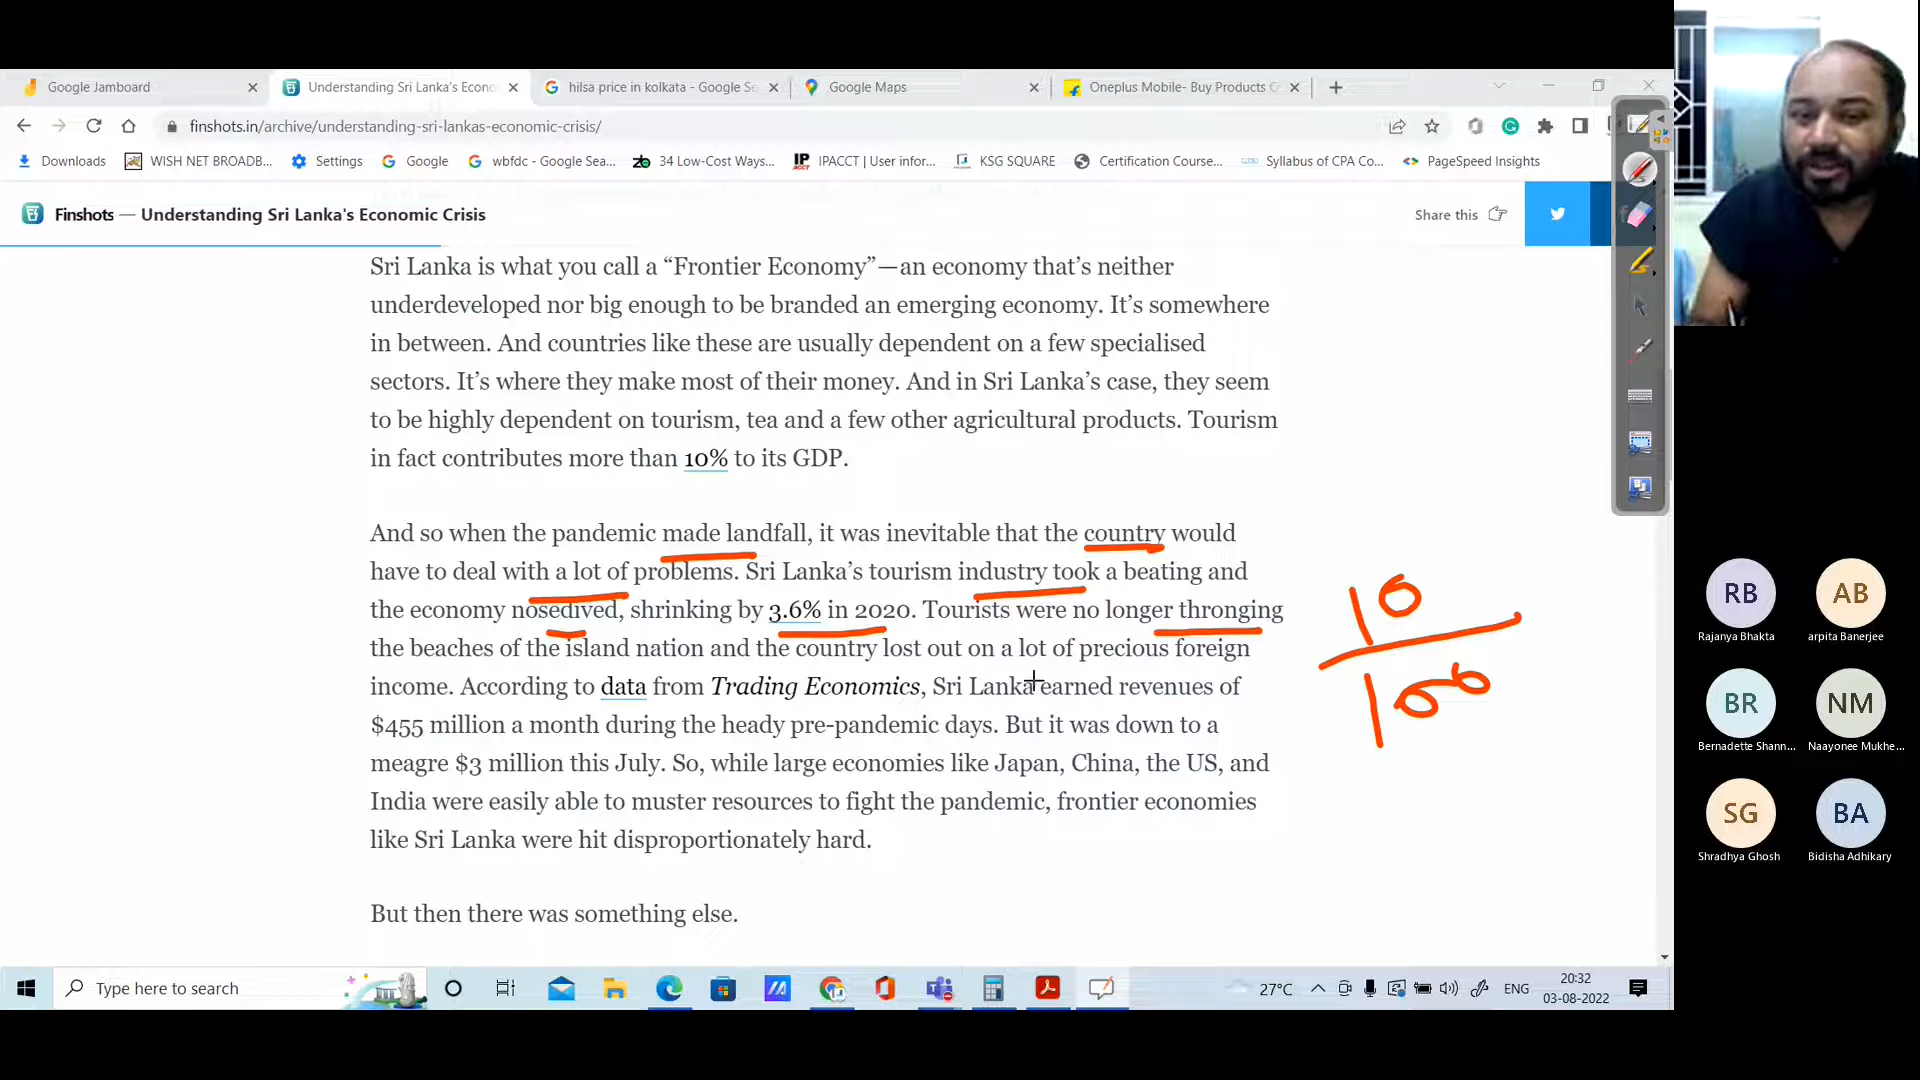 Google Jamboard
Understanding Sri Lanka's Econo
hilsa price in kolkata - Google Se
Google Maps
Oneplus Mobile- Buy Products O
finshots.in/archive/understanding-sri-lankas-economic-crisis/
Downloads
WISH NET BROADB...
Settings
Google
wbfdc - Google Sea...
34 Low-Cost Ways...
IPACCT | User infor...
KSG SQUARE
Certification Course...
Syllabus of CPA Co...
PageSpeed Insights
Finshots — Understanding Sri Lanka's Economic Crisis
Share this
Sri Lanka is what you call a “Frontier Economy”—an economy that’s neither
underdeveloped nor big enough to be branded an emerging economy. It’s somewhere
in between. And countries like these are usually dependent on a few specialised
sectors. It’s where they make most of their money. And in Sri Lanka’s case, they seem
to be highly dependent on tourism, tea and a few other agricultural products. Tourism
in fact contributes more than 10% to its GDP.
And so when the pandemic made landfall, it was inevitable that the country would
have to deal with a lot of problems. Sri Lanka’s tourism industry took a beating and
the economy nosedived, shrinking by 3.6% in 2020. Tourists were no longer thronging
the beaches of the island nation and the country lost out on a lot of precious foreign
income. According to data from Trading Economics, Sri Lanka earned revenues of
$455 million a month during the heady pre-pandemic days. But it was down to a
meagre $3 million this July. So, while large economies like Japan, China, the US, and
India were easily able to muster resources to fight the pandemic, frontier economies
like Sri Lanka were hit disproportionately hard.
But then there was something else.
10
100
RB
Rajanya Bhakta
AB
arpita Banerjee
BR
Bernadette Shann...
NM
Naayonee Mukhe...
SG
Shradhya Ghosh
BA
Bidisha Adhikary
Type here to search
27°C
ENG
20:32
03-08-2022